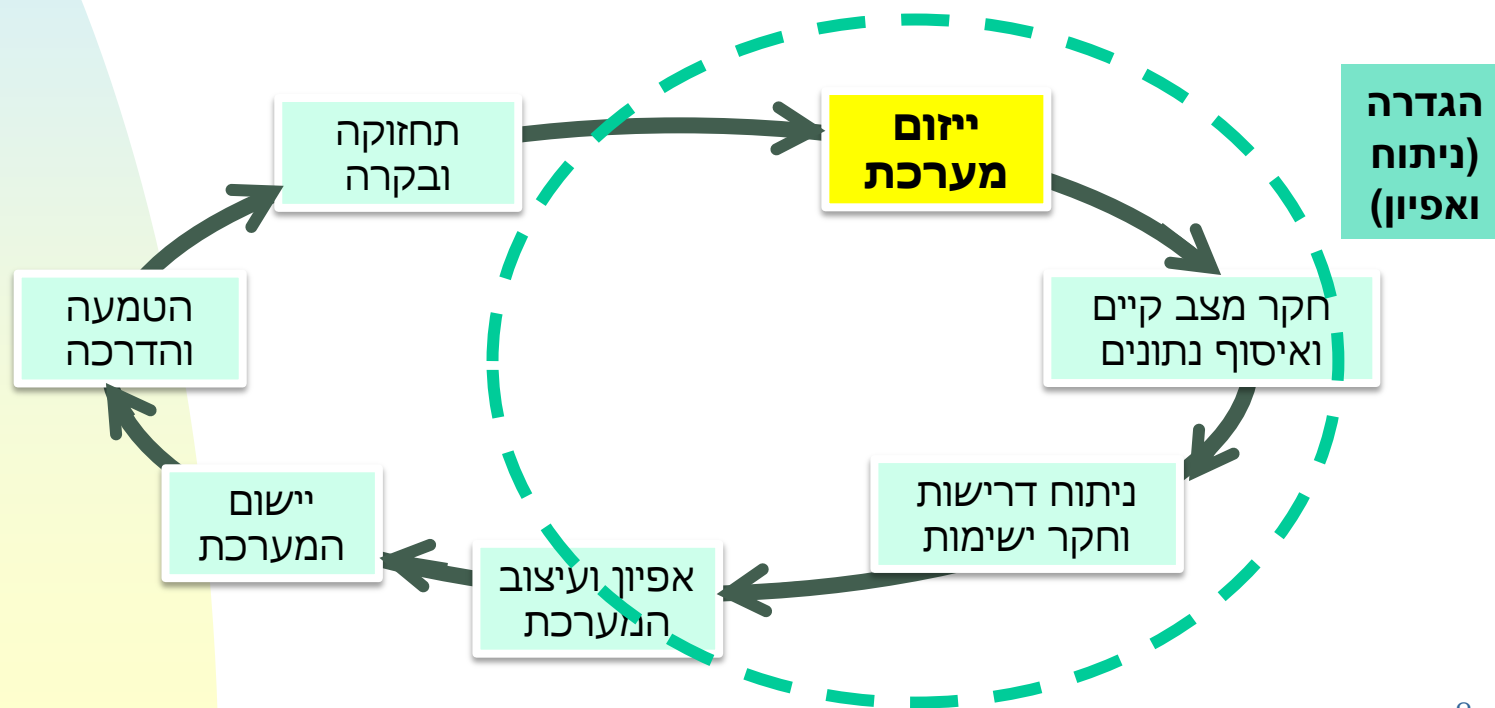 הגדרה
(ניתוח
ואפיון)
ייזום
מערכת
תחזוקה
ובקרה
חקר מצב קיים
ואיסוף נתונים
הטמעה
והדרכה
ניתוח דרישות
וחקר ישימות
יישום
המערכת
אפיון ועיצוב
המערכת